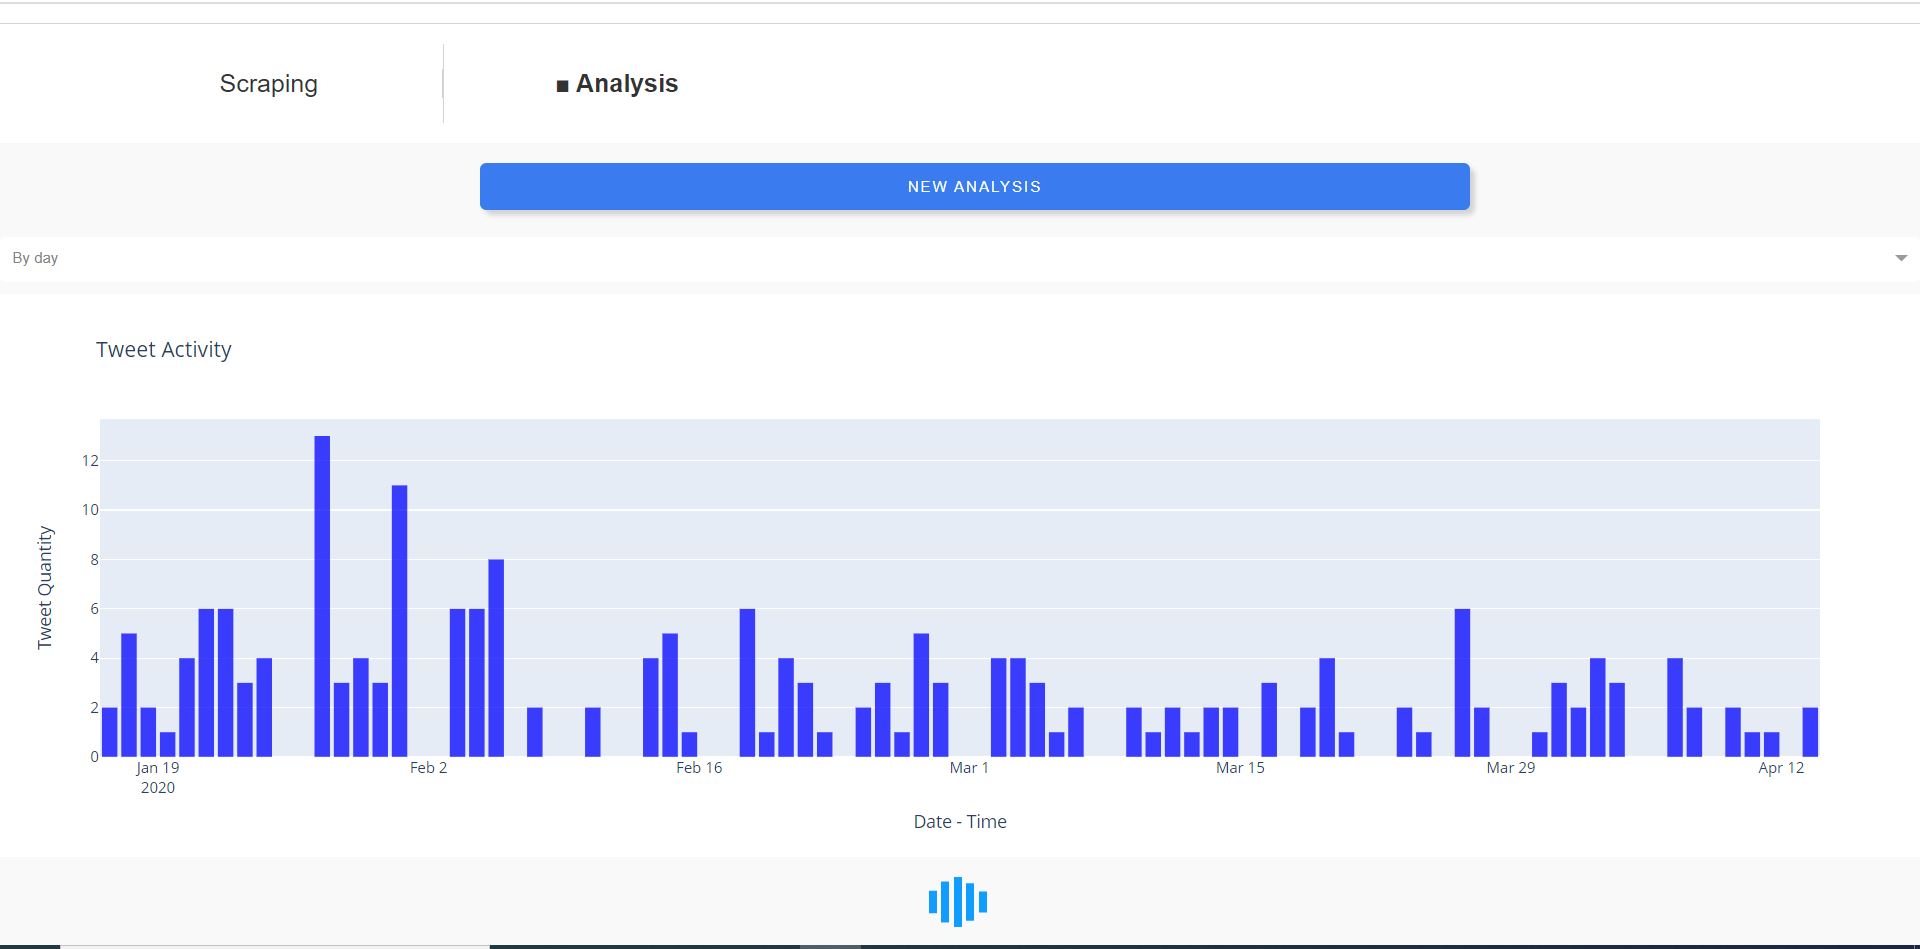 Scraping
■ Analysis
NEW ANALYSIS
By day
Tweet Activity
Tweet Quantity
12
10
8
6
4
2
0
Jan 19 Feb 2 Feb 16 Mar 1 Mar 15 Mar 29 Apr 12
2020
Date - Time